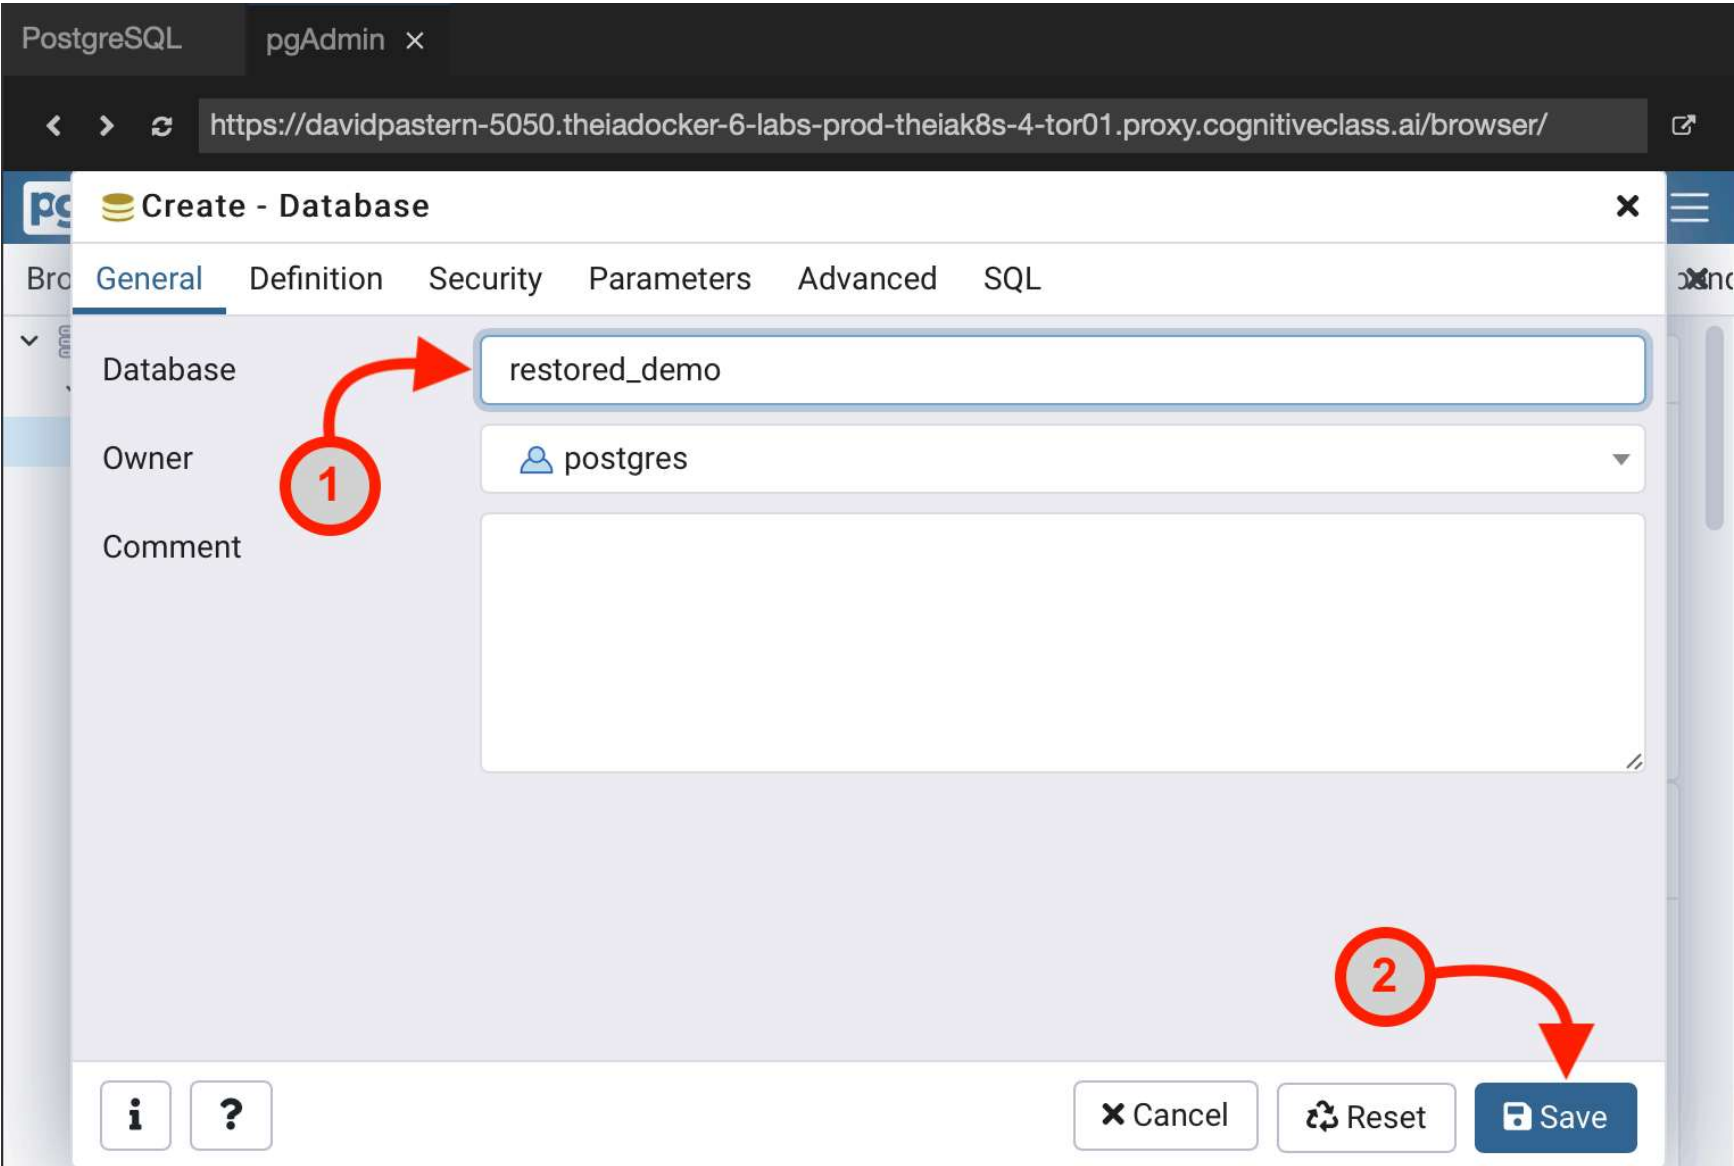 PostgreSQL pgAdmin ×
https://davidpastern-5050.theiadocker-6-labs-prod-theiak8s-4-tor01.proxy.cognitiveclass.ai/browser/
Create - Database
General Definition Security Parameters Advanced SQL
Database restored_demo
Owner postgres
1
Comment
2
i ? Cancel Reset Save